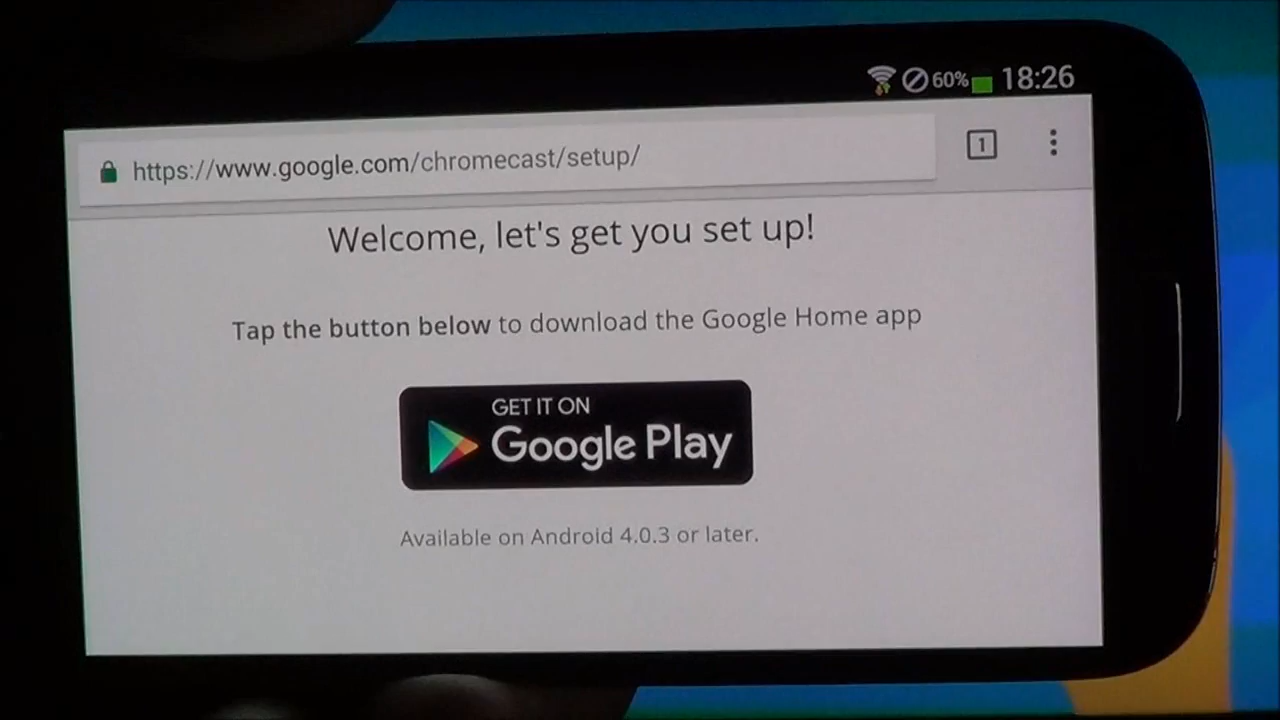 60% 18:26
https://www.google.com/chromecast/setup/ 1
Welcome, let's get you set up!
Tap the button below to download the Google Home app
GET IT ON
Google Play
Available on Android 4.0.3 or later.